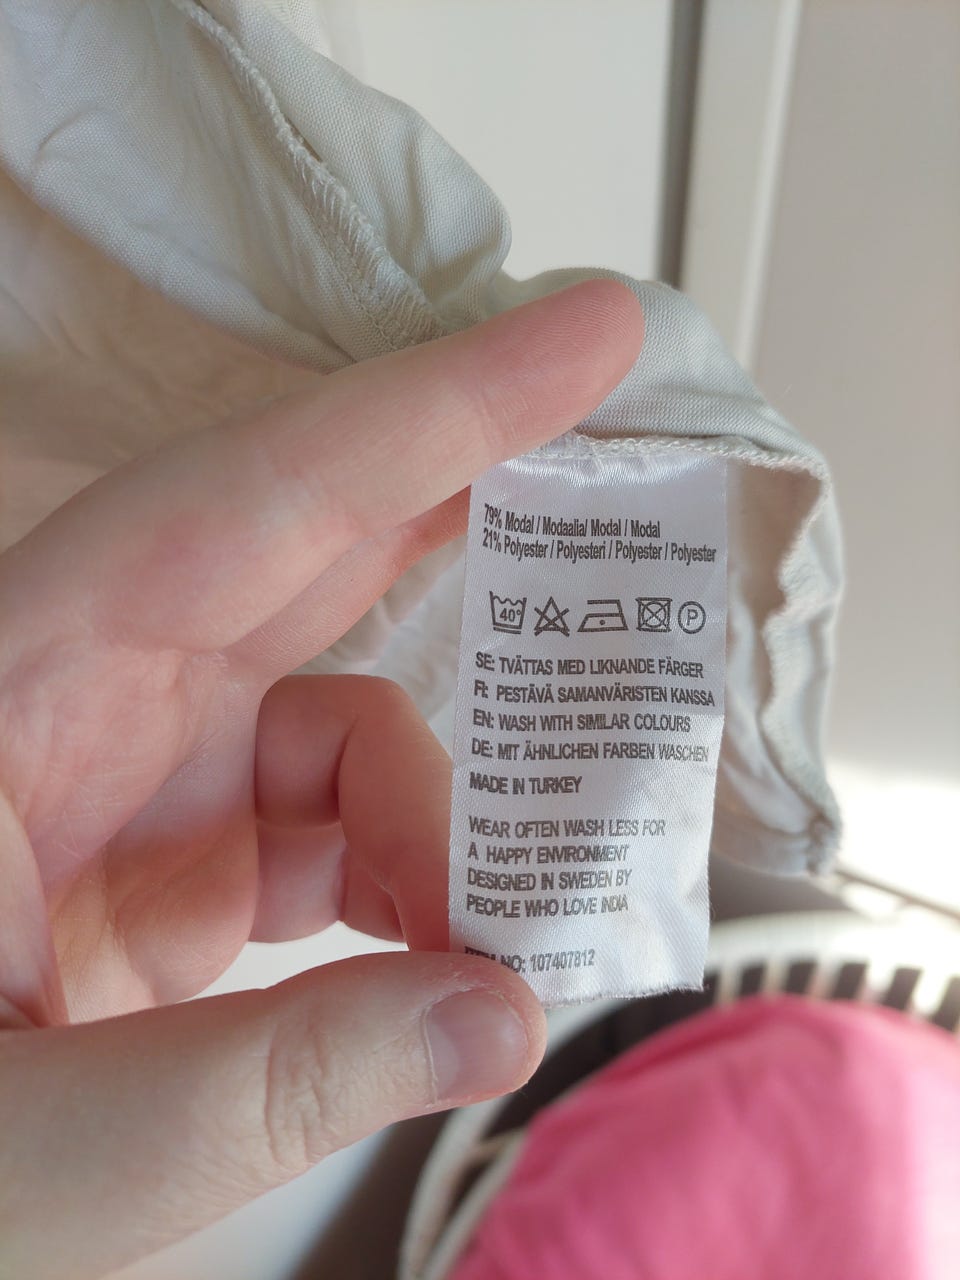 79% Modal / Modaalia/ Modal / Modal
21% Polyester / Polyesteri / Polyester / Polyester
40° P
SE: TVÄTTAS MED LIKNANDE FÄRGER
FI: PESTÄVÄ SAMANVÄRISTEN KANSSA
EN: WASH WITH SIMILAR COLOURS
DE: MIT ÄHNLICHEN FARBEN WASCHEN
MADE IN TURKEY
WEAR OFTEN WASH LESS FOR
A HAPPY ENVIRONMENT
DESIGNED IN SWEDEN BY
PEOPLE WHO LOVE INDIA
ITEM NO: 107407812